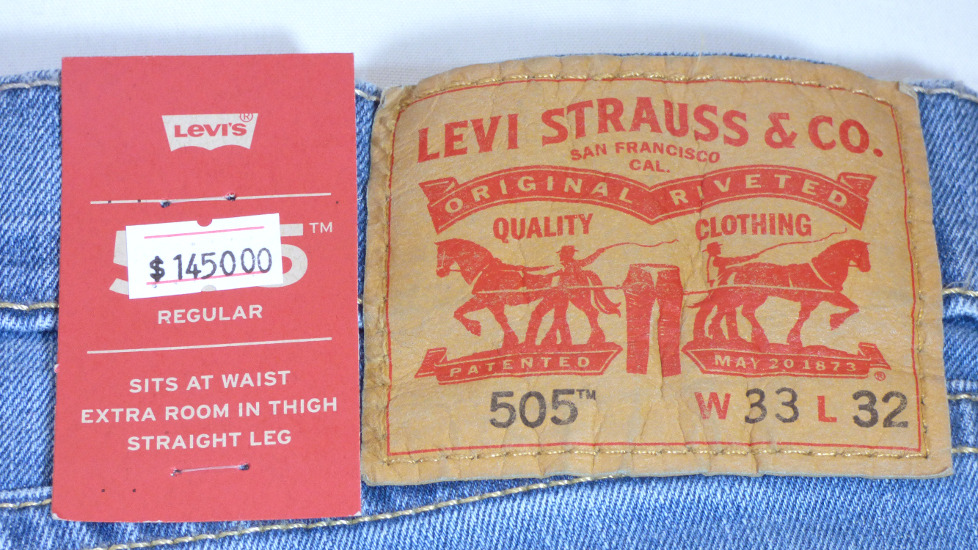 LEVI'S®
505™
$ 145000
REGULAR
SITS AT WAIST
EXTRA ROOM IN THIGH
STRAIGHT LEG
LEVI STRAUSS & CO.
SAN FRANCISCO
CAL.
ORIGINAL RIVETED
QUALITY CLOTHING
PATENTED MAY 20 1873 ®
505™ W 33 L 32